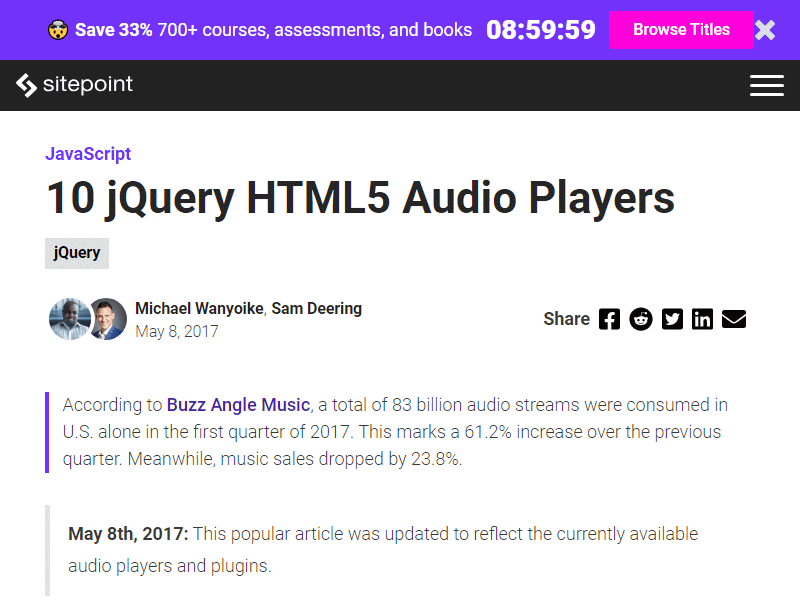 Save 33% 700+ courses, assessments, and books 08:59:59 Browse Titles
sitepoint
JavaScript
10 jQuery HTML5 Audio Players
jQuery
Michael Wanyoike, Sam Deering
May 8, 2017
Share
According to Buzz Angle Music, a total of 83 billion audio streams were consumed in
U.S. alone in the first quarter of 2017. This marks a 61.2% increase over the previous
quarter. Meanwhile, music sales dropped by 23.8%.
May 8th, 2017: This popular article was updated to reflect the currently available
audio players and plugins.